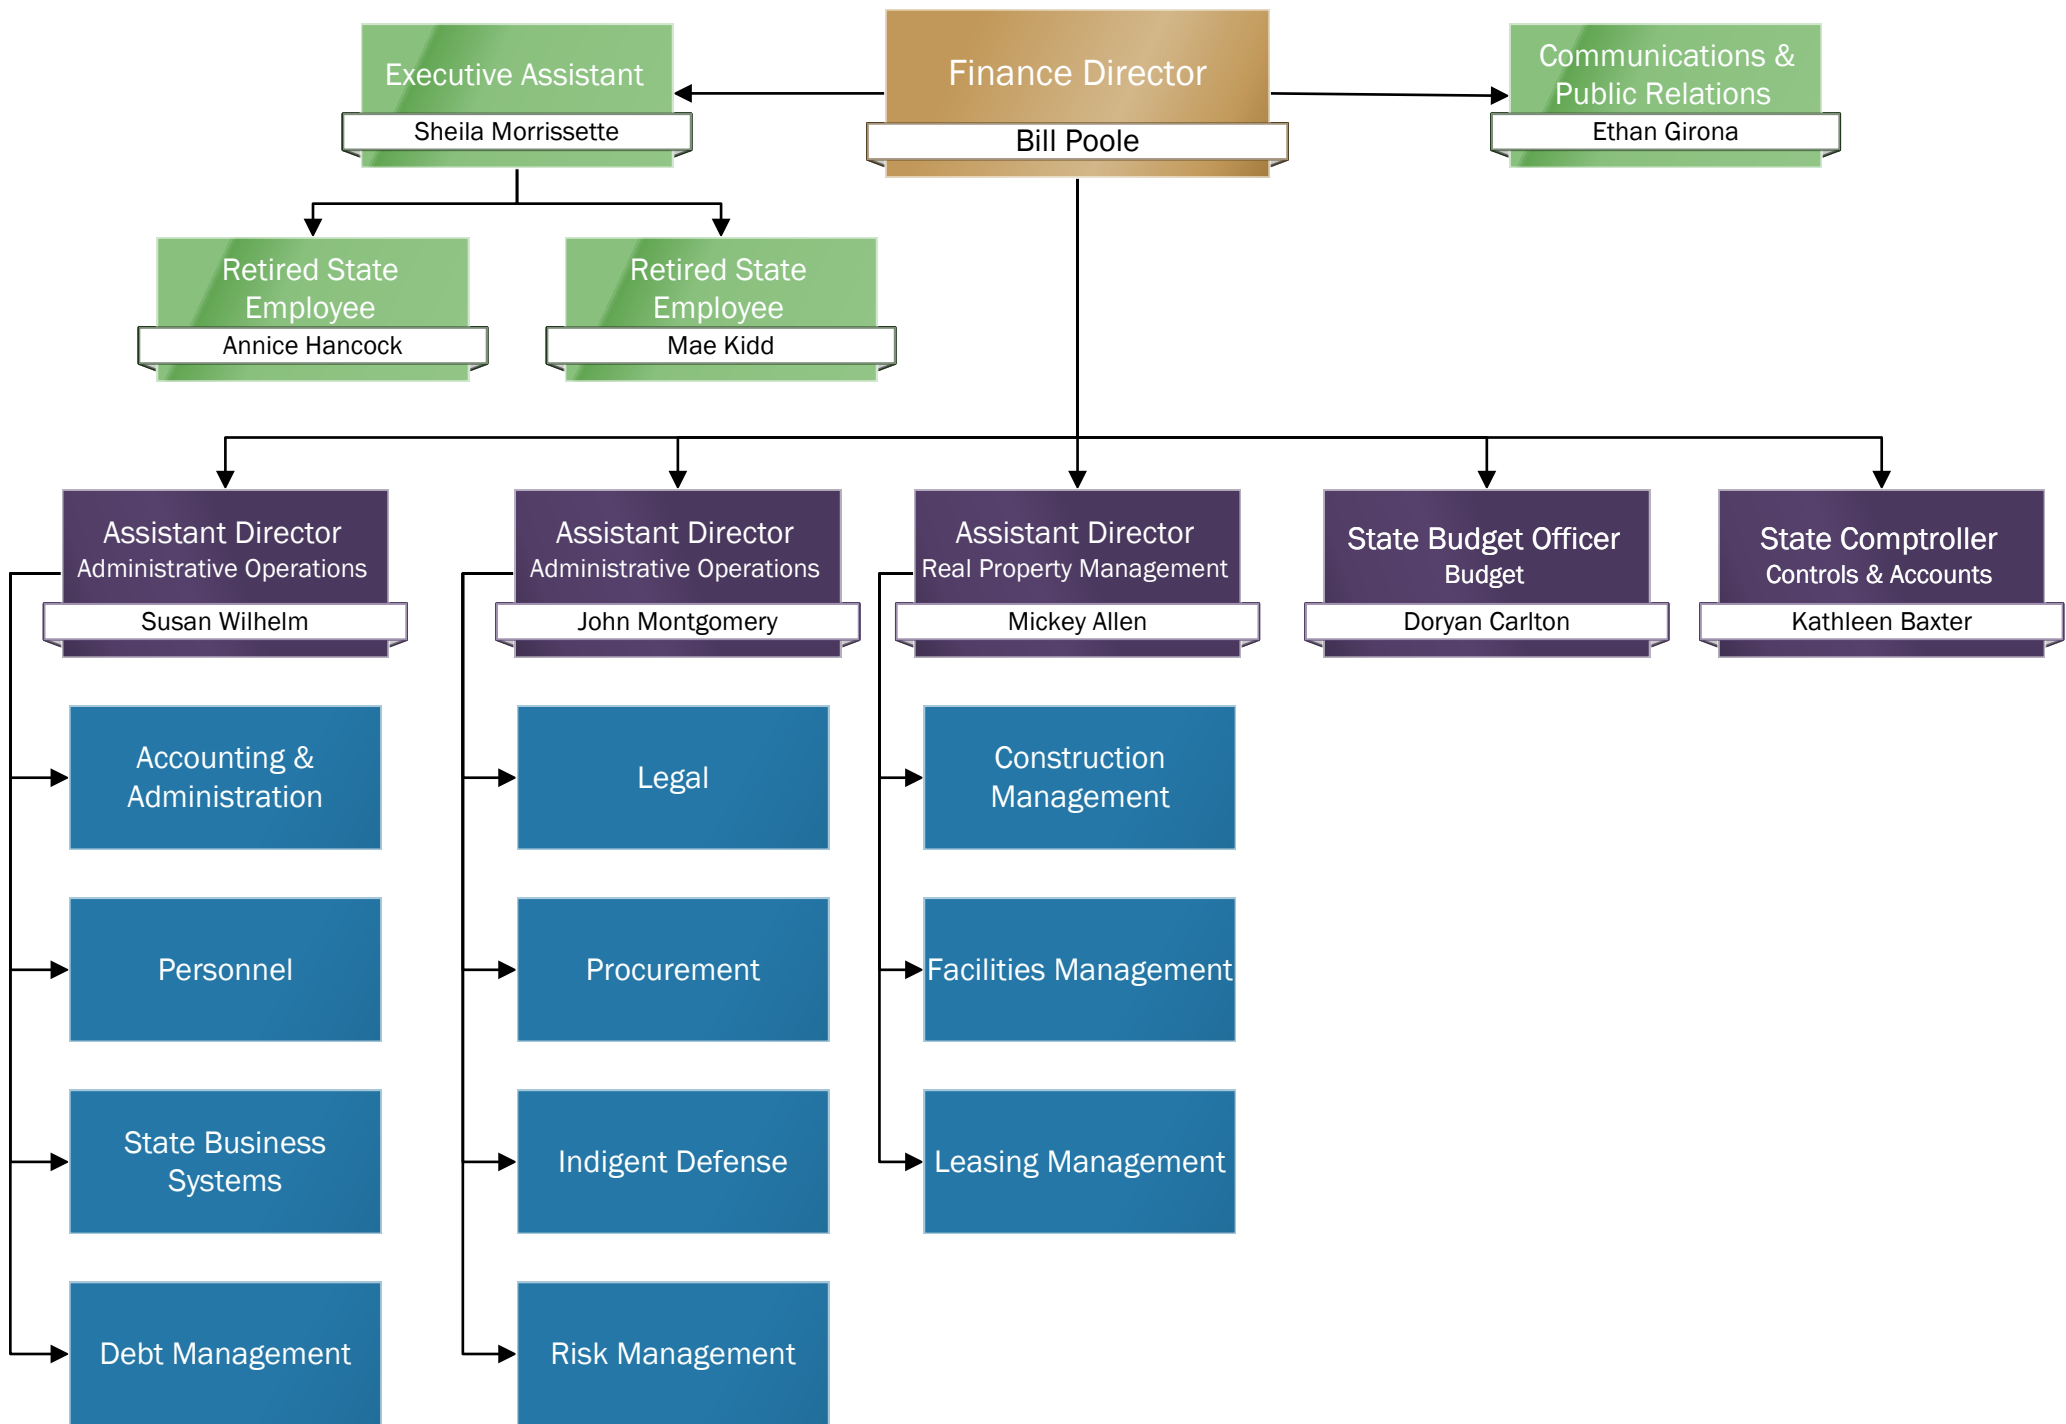 Executive Assistant
Sheila Morrissette
Finance Director
Bill Poole
Communications &
Public Relations
Ethan Girona
Retired State
Employee
Annice Hancock
Retired State
Employee
Mae Kidd
Assistant Director
Administrative Operations
Susan Wilhelm
Assistant Director
Administrative Operations
John Montgomery
Assistant Director
Real Property Management
Mickey Allen
State Budget Officer
Budget
Doryan Carlton
State Comptroller
Controls & Accounts
Kathleen Baxter
Accounting &
Administration
Legal
Construction
Management
Personnel
Procurement
Facilities Management
State Business
Systems
Indigent Defense
Leasing Management
Debt Management
Risk Management